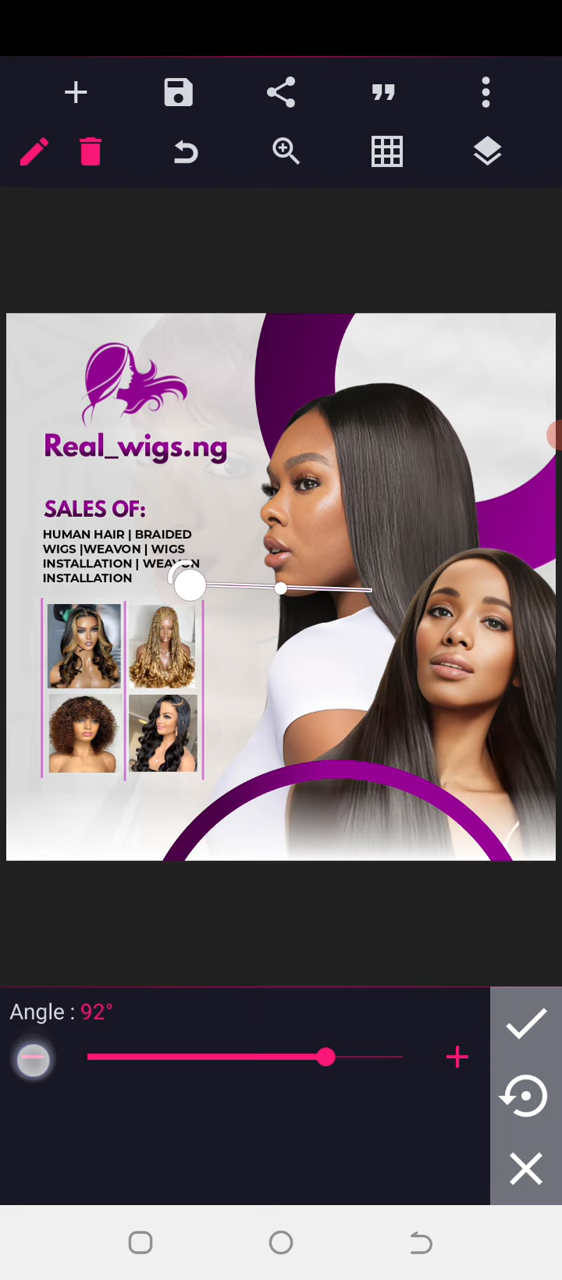 Real_wigs.ng
SALES OF:
HUMAN HAIR | BRAIDED
WIGS |WEAVON | WIGS
INSTALLATION | WEAVON
INSTALLATION
Angle : 92°